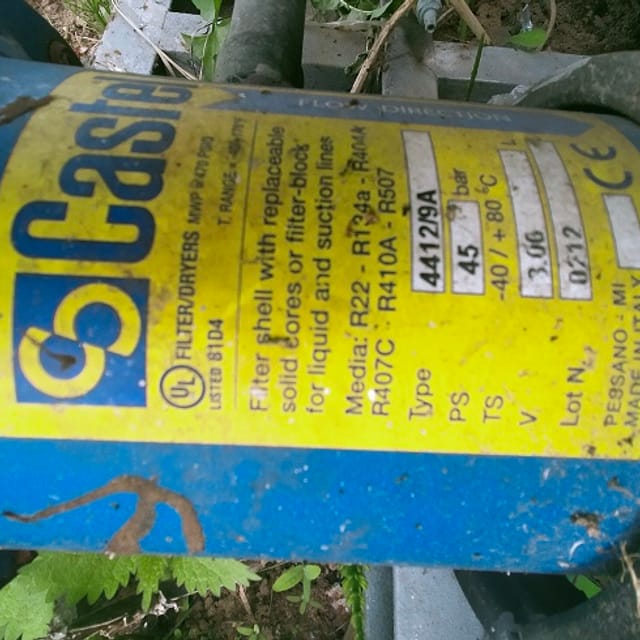 Castel
FLOW DIRECTION
UL FILTER/DRYERS
LISTED 81D4
Filter shell with replaceable
solid cores or filter-block
for liquid and suction lines
Media: R22 - R134a - R404A
R407C - R410A - R507
Type 4412/9A
PS 45 bar
TS -40 / +80 °C
V 3.06 L
Lot N. 0212
CE
PESSANO - MI
MADE IN ITALY